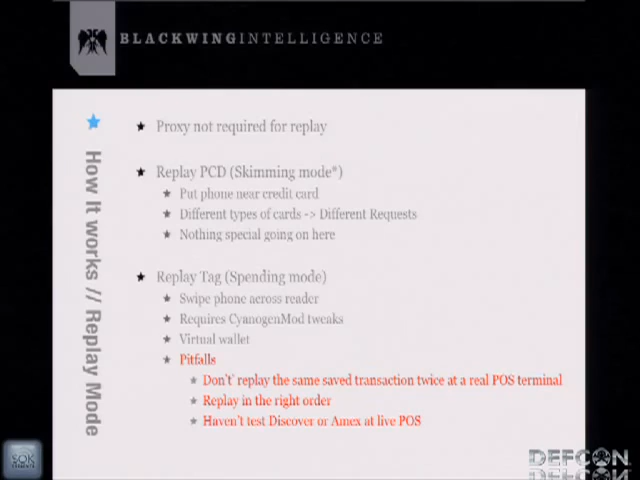 BLACKWINGINTELLIGENCE
How It works // Replay Mode
Proxy not required for replay
Replay PCD (Skimming mode*)
Put phone near credit card
Different types of cards -> Different Requests
Nothing special going on here
Replay Tag (Spending mode)
Swipe phone across reader
Requires CyanogenMod tweaks
Virtual wallet
Pitfalls
Don't' replay the same saved transaction twice at a real POS terminal
Replay in the right order
Haven't test Discover or Amex at live POS
SOK
DEFCON